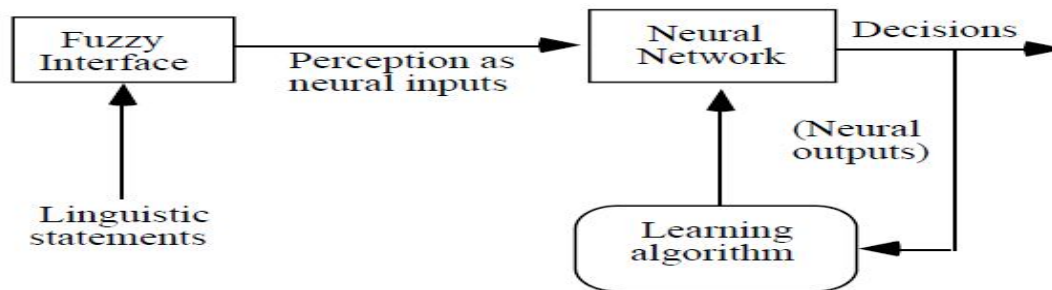 Fuzzy
Interface
Perception as
neural inputs
Neural
Network
Decisions
(Neural
outputs)
Linguistic
statements
Learning
algorithm